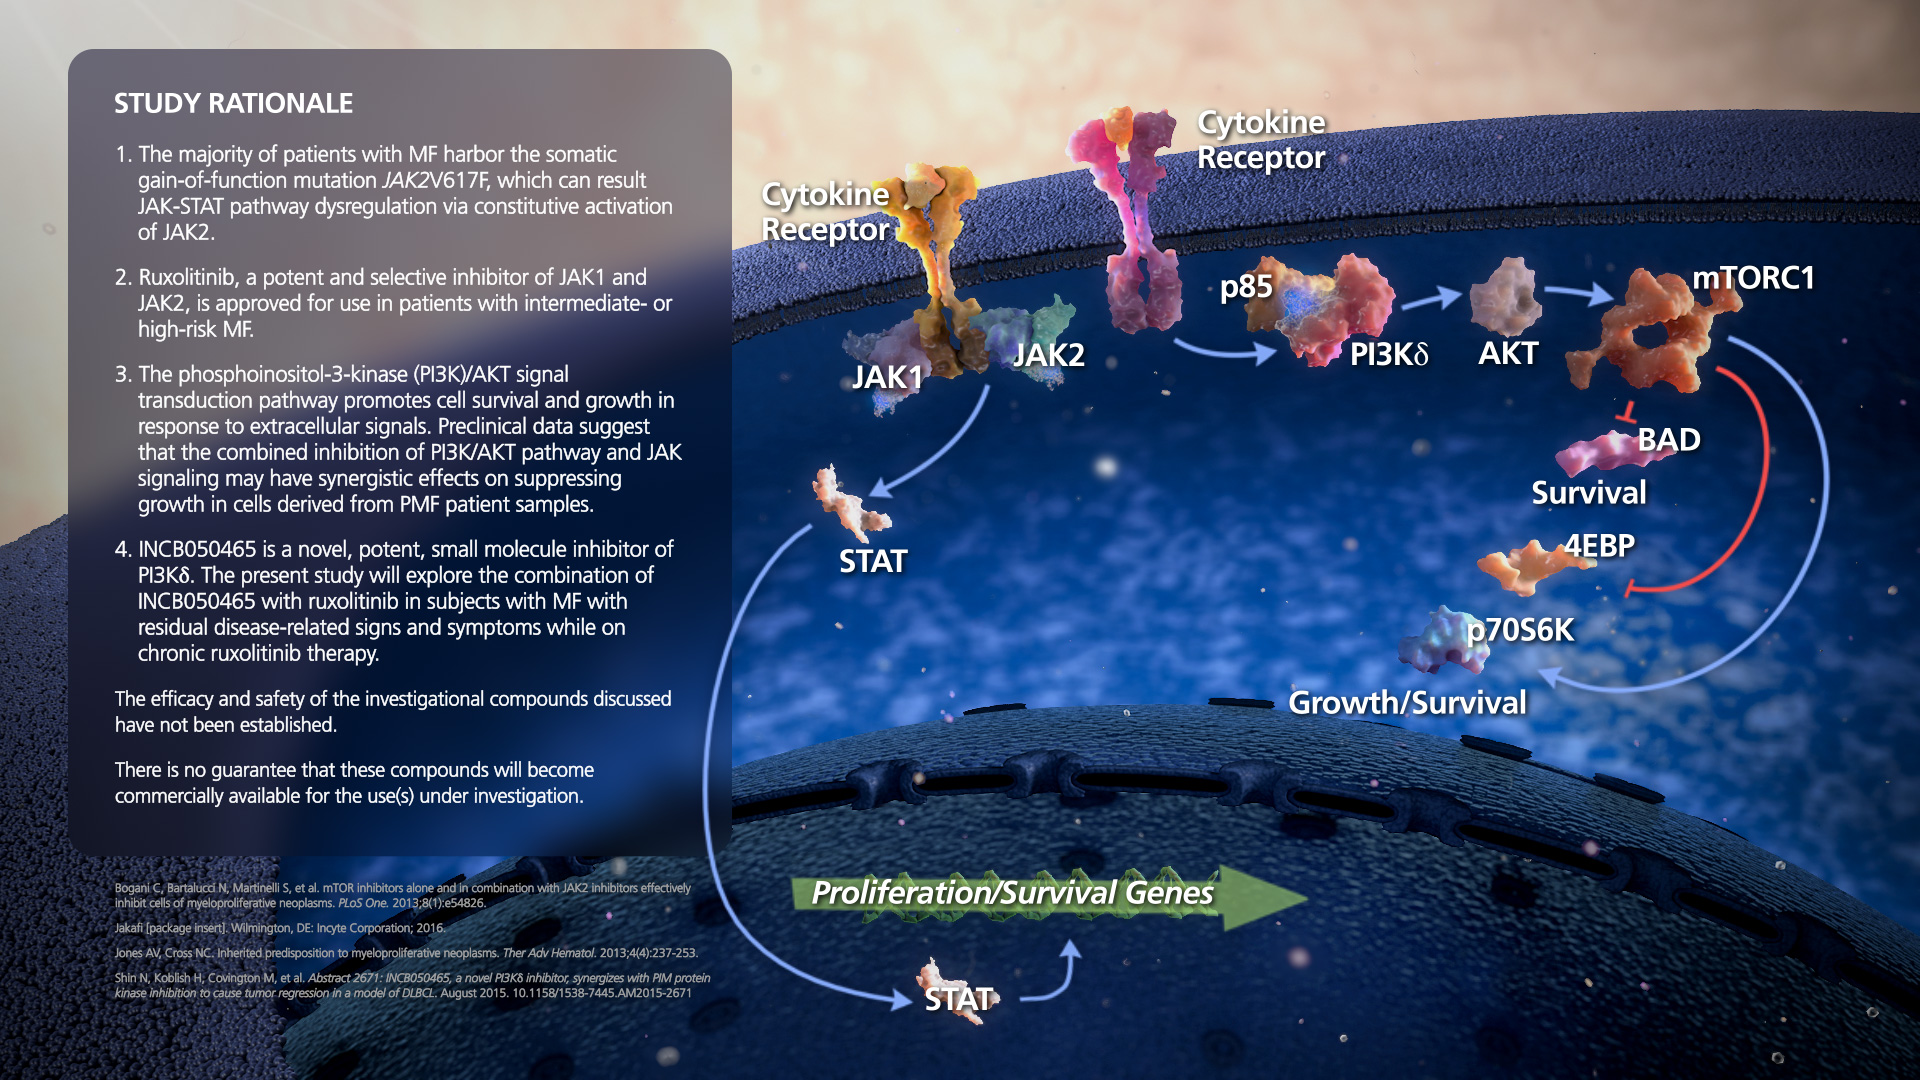 STUDY RATIONALE
1. The majority of patients with MF harbor the somatic
gain-of-function mutation JAK2V617F, which can result
JAK-STAT pathway dysregulation via constitutive activation
of JAK2.
2. Ruxolitinib, a potent and selective inhibitor of JAK1 and
JAK2, is approved for use in patients with intermediate- or
high-risk MF.
3. The phosphoinositol-3-kinase (PI3K)/AKT signal
transduction pathway promotes cell survival and growth in
response to extracellular signals. Preclinical data suggest
that the combined inhibition of PI3K/AKT pathway and JAK
signaling may have synergistic effects on suppressing
growth in cells derived from PMF patient samples.
4. INCB050465 is a novel, potent, small molecule inhibitor of
PI3Kδ. The present study will explore the combination of
INCB050465 with ruxolitinib in subjects with MF with
residual disease-related signs and symptoms while on
chronic ruxolitinib therapy.
The efficacy and safety of the investigational compounds discussed
have not been established.
There is no guarantee that these compounds will become
commercially available for the use(s) under investigation.
Bogani C, Bartalucci N, Martinelli S, et al. mTOR inhibitors alone and in combination with JAK2 inhibitors effectively
inhibit cells of myeloproliferative neoplasms. PLoS One. 2013;8(1):e54826.
Jakafi [package insert]. Wilmington, DE: Incyte Corporation; 2016.
Jones AV, Cross NC. Inherited predisposition to myeloproliferative neoplasms. Ther Adv Hematol. 2013;4(4):237-253.
Shin N, Koblish H, Covington M, et al. Abstract 2671: INCB050465, a novel PI3Kδ inhibitor, synergizes with PIM protein
kinase inhibition to cause tumor regression in a model of DLBCL. August 2015. 10.1158/1538-7445.AM2015-2671
Cytokine
Receptor
Cytokine
Receptor
JAK1
JAK2
p85
PI3Kδ
AKT
mTORC1
BAD
Survival
4EBP
p70S6K
Growth/Survival
STAT
Proliferation/Survival Genes
STAT